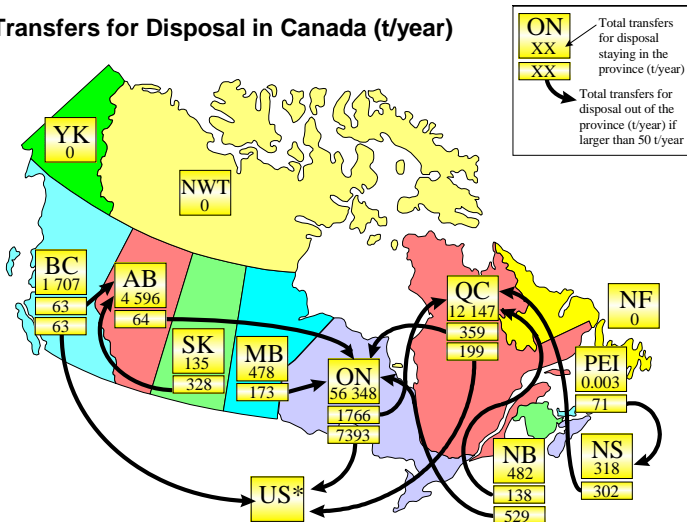 Transfers for Disposal in Canada (t/year)
ON
XX
XX
Total transfers
for disposal
staying in the
province (t/year)
Total transfers for
disposal out of the
province (t/year) if
larger than 50 t/year
YK
0
NWT
0
BC
1 707
63
63
AB
4 596
64
SK
135
328
MB
478
173
ON
56 348
1766
7393
QC
12 147
359
199
NF
0
PEI
0.003
71
NB
482
138
529
NS
318
302
US*